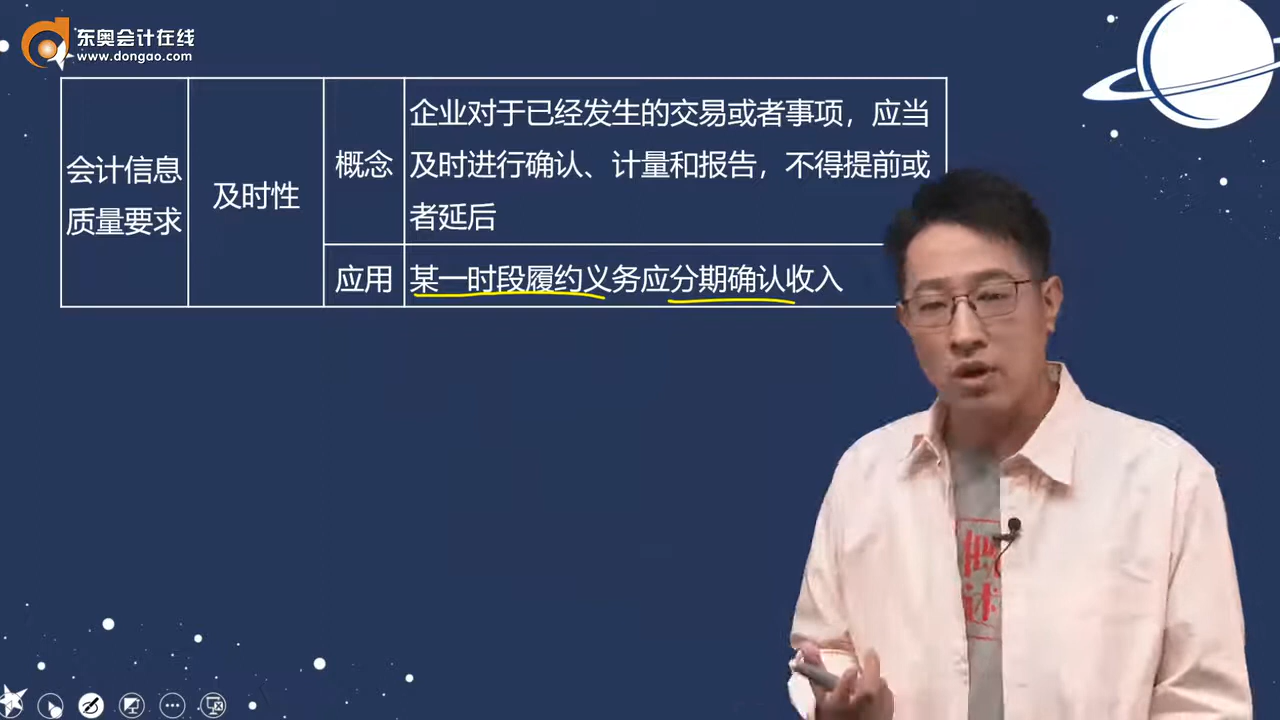 东奥会计在线
www.dongao.com
会计信息
质量要求
及时性
概念
企业对于已经发生的交易或者事项，应当
及时进行确认、计量和报告，不得提前或
者延后
应用
某一时段履约义务应分期确认收入